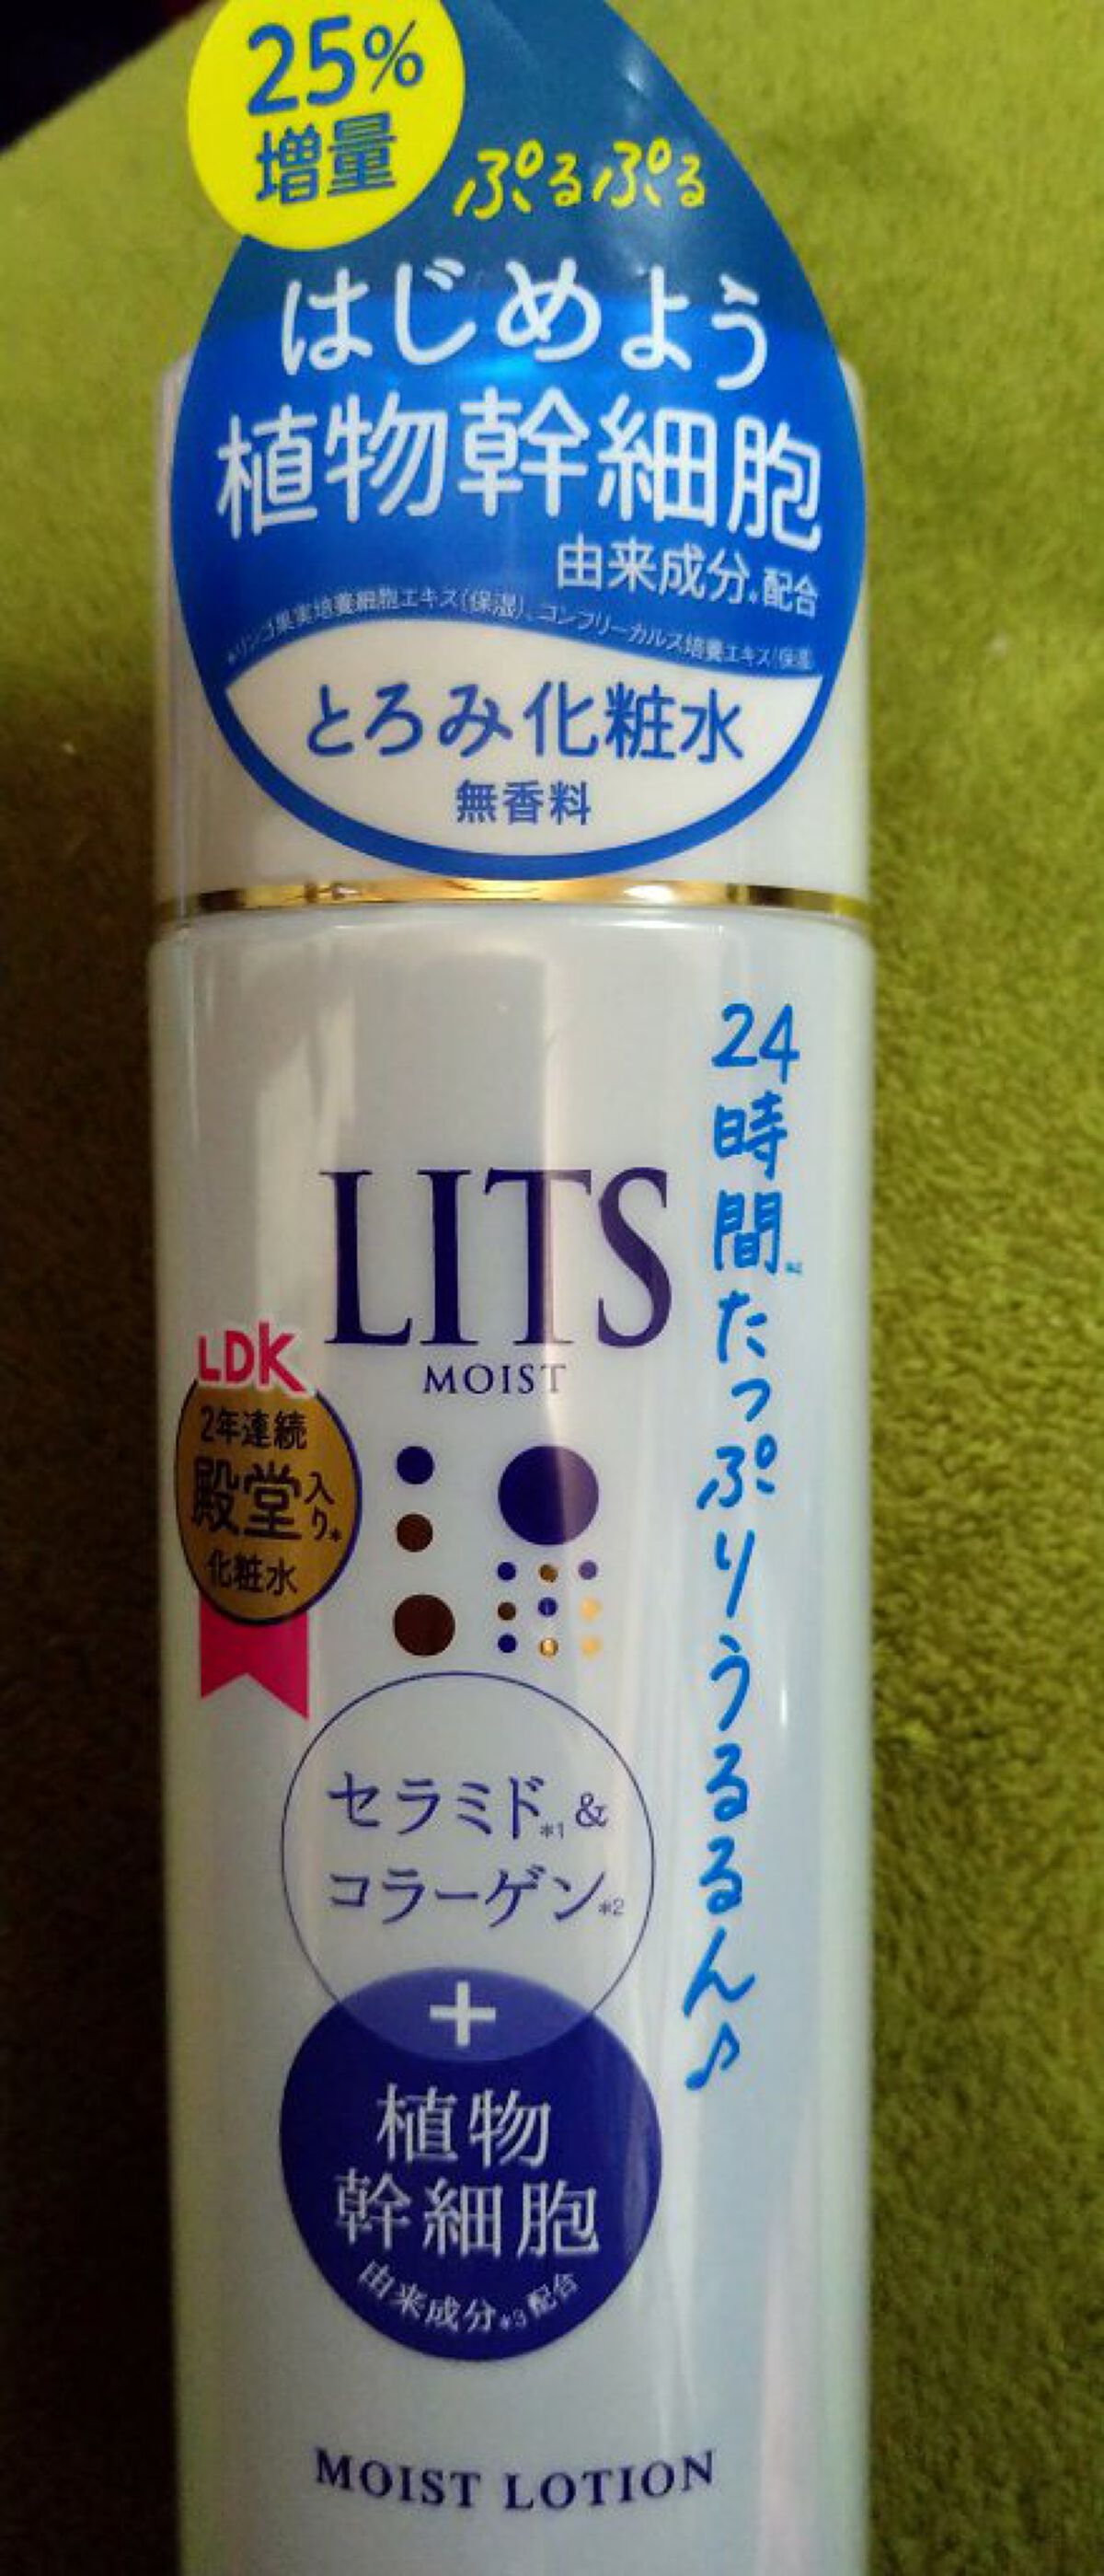 25%
増量
ぷるぷる
はじめよう
植物幹細胞
由来成分*配合
*リンゴ果実培養細胞エキス(保湿)、コンフリーカルス培養エキス(保湿)
とろみ化粧水
無香料
24時間たっぷりうるるん♪
LITS
MOIST
LDK
2年連続
殿堂入り*
化粧水
セラミド*1&
コラーゲン*2
+
植物
幹細胞
由来成分*3配合
MOIST LOTION